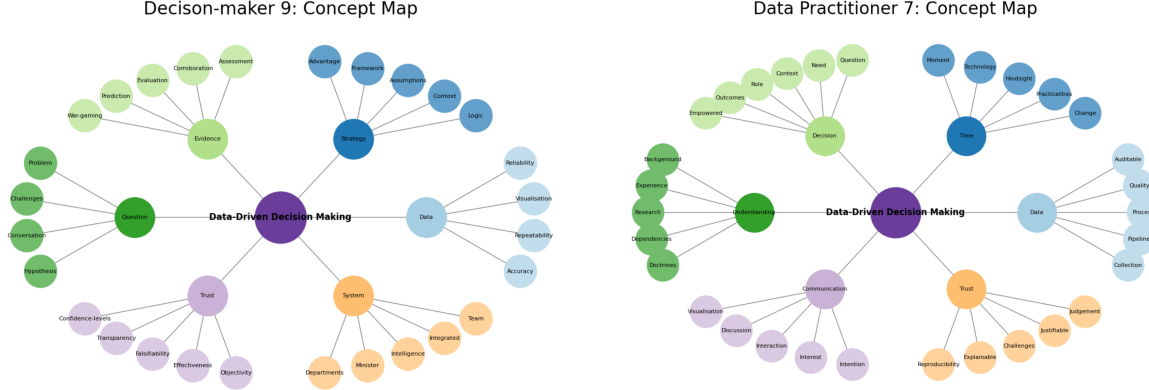 Decison-maker 9: Concept Map
Assessment
Corroboration
Evaluation
Prediction
War-gaming
Evidence
Advantage
Framework
Assumptions
Context
Logic
Strategy
Problem
Challenges
Conversation
Hypothesis
Question
Data-Driven Decision Making
Data
Reliability
Visualisation
Repeatability
Accuracy
Trust
Confidence-levels
Transparency
Falsifiability
Effectiveness
Objectivity
System
Team
Integrated
Intelligence
Minister
Departments
Data Practitioner 7: Concept Map
Question
Need
Context
Role
Outcomes
Empowered
Decision
Moment
Technology
Hindsight
Practicalities
Change
Time
Background
Experience
Research
Dependencies
Doctrines
Understanding
Data-Driven Decision Making
Data
Auditable
Quality
Proces
Pipeline
Collection
Communication
Visualisation
Discussion
Interaction
Interest
Intention
Trust
Judgement
Justifiable
Challenges
Explainable
Reproducibility